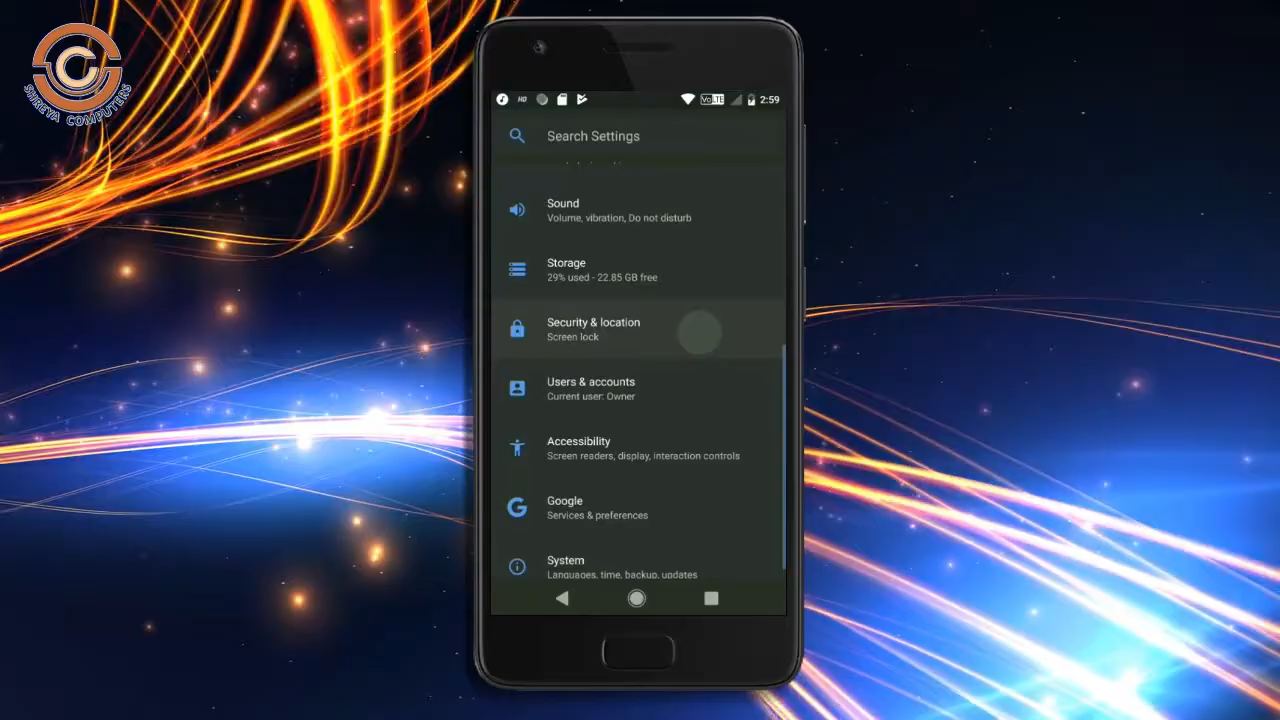 SHREYA COMPUTERS
HD
VoLTE
2:59
Search Settings
Sound
Volume, vibration, Do not disturb
Storage
29% used - 22.85 GB free
Security & location
Screen lock
Users & accounts
Current user: Owner
Accessibility
Screen readers, display, interaction controls
Google
Services & preferences
System
Languages, time, backup, updates